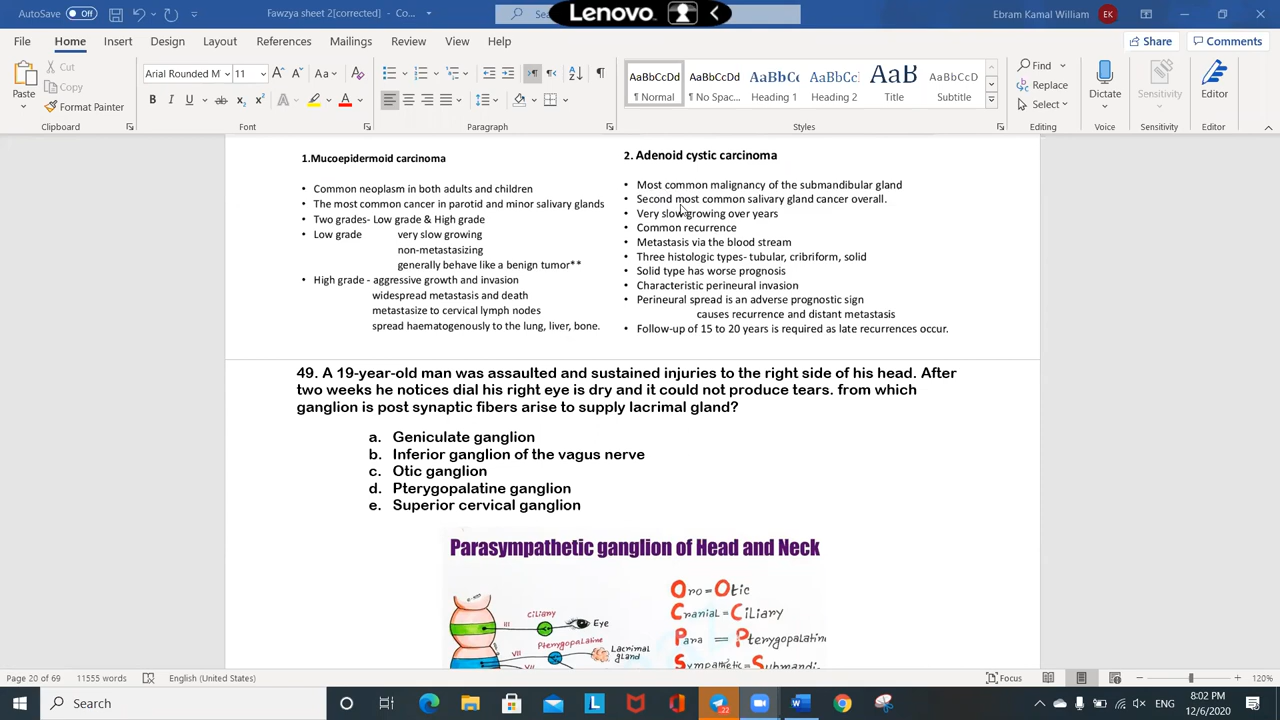 AutoSave Off
Lenovo
Fawzya sheet 2
Ebram Kamal William EK
File Home Insert Draw Design Layout References Mailings Review View Help
Share Comments
Paste
Cut
Copy
Format Painter
Clipboard
Arial Rounded M 11
Font
Paragraph
AaBbCcDd AaBbCcDd AaBbCc AaBbCc AaB AaBbCcD
¶ Normal ¶ No Spac... Heading 1 Heading 2 Title Subtitle
Styles
Find
Replace
Select
Editing
Dictate
Voice
Sensitivity
Sensitivity
Editor
Editor
1.Mucoepidermoid carcinoma
• Common neoplasm in both adults and children
• The most common cancer in parotid and minor salivary glands
• Two grades- Low grade & High grade
• Low grade very slow growing
non-metastasizing
generally behave like a benign tumor**
• High grade - aggressive growth and invasion
widespread metastasis and death
metastasize to cervical lymph nodes
spread haematogenously to the lung, liver, bone.
2. Adenoid cystic carcinoma
• Most common malignancy of the submandibular gland
• Second most common salivary gland cancer overall.
• Very slow growing over years
• Common recurrence
• Metastasis via the blood stream
• Three histologic types- tubular, cribriform, solid
• Solid type has worse prognosis
• Characteristic perineural invasion
• Perineural spread is an adverse prognostic sign
causes recurrence and distant metastasis
• Follow-up of 15 to 20 years is required as late recurrences occur.
49. A 19-year-old man was assaulted and sustained injuries to the right side of his head. After
two weeks he notices dial his right eye is dry and it could not produce tears. from which
ganglion is post synaptic fibers arise to supply lacrimal gland?
a. Geniculate ganglion
b. Inferior ganglion of the vagus nerve
c. Otic ganglion
d. Pterygopalatine ganglion
e. Superior cervical ganglion
Parasympathetic ganglion of Head and Neck
Ciliary
III
Eye
Pterygopalatine
VII
Lacrimal
gland
Oro = Otic
Cranial = Ciliary
Para = Pterygopalatin
Sympathetic = Submandi
Page 20 of 69 11555 words English (United States)
Focus
120%
Search
22
ENG
8:02 PM
12/6/2020